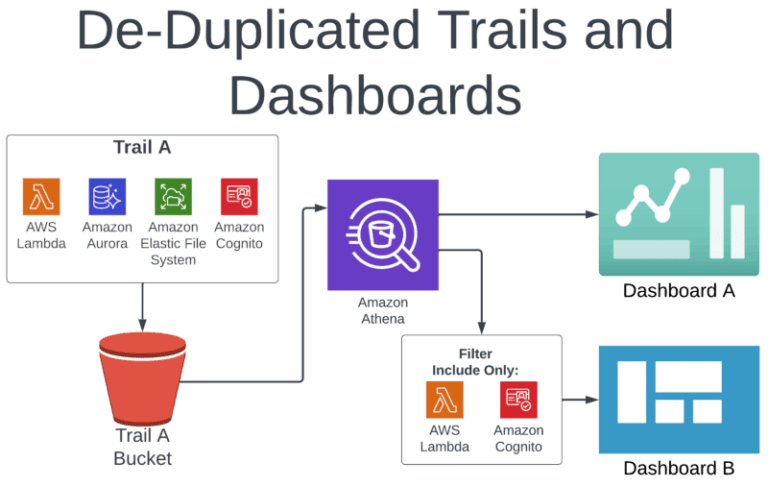 De-Duplicated Trails and
Dashboards
Trail A
AWS
Lambda
Amazon
Aurora
Amazon
Elastic File
System
Amazon
Cognito
Trail A
Bucket
Amazon
Athena
Dashboard A
Filter
Include Only:
AWS
Lambda
Amazon
Cognito
Dashboard B